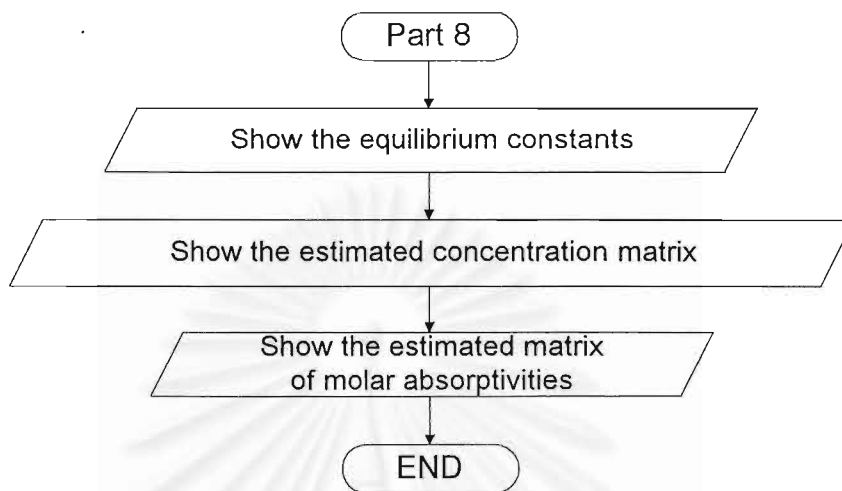 Part 8
Show the equilibrium constants
Show the estimated concentration matrix
Show the estimated matrix
of molar absorptivities
END